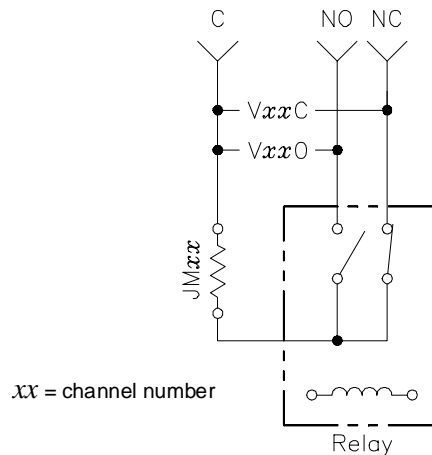 C NO NC
VxxC
VxxO
JMxx
xx = channel number
Relay